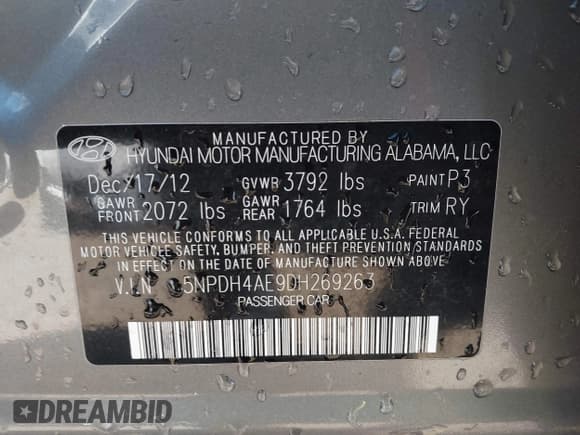 MANUFACTURED BY
HYUNDAI MOTOR MANUFACTURING ALABAMA, LLC
Dec/17/12 GVWR 3792 lbs PAINT P3
GAWR FRONT 2072 lbs GAWR REAR 1764 lbs TRIM RY
THIS VEHICLE CONFORMS TO ALL APPLICABLE U.S.A. FEDERAL
MOTOR VEHICLE SAFETY, BUMPER, AND THEFT PREVENTION STANDARDS
IN EFFECT ON THE DATE OF MANUFACTURE SHOWN ABOVE.
V.I.N 5NPDH4AE9DH269263
PASSENGER CAR
DREAMBID